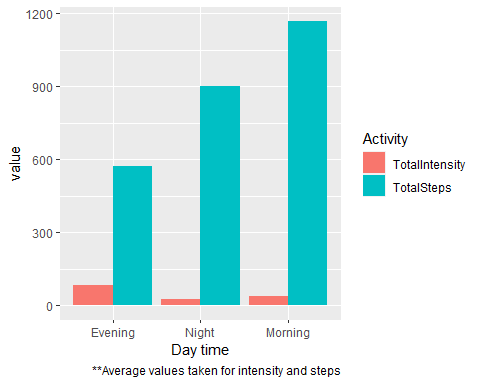 1200
900
600
300
0
value
Evening Night Morning
Day time
**Average values taken for intensity and steps
Activity
TotalIntensity
TotalSteps